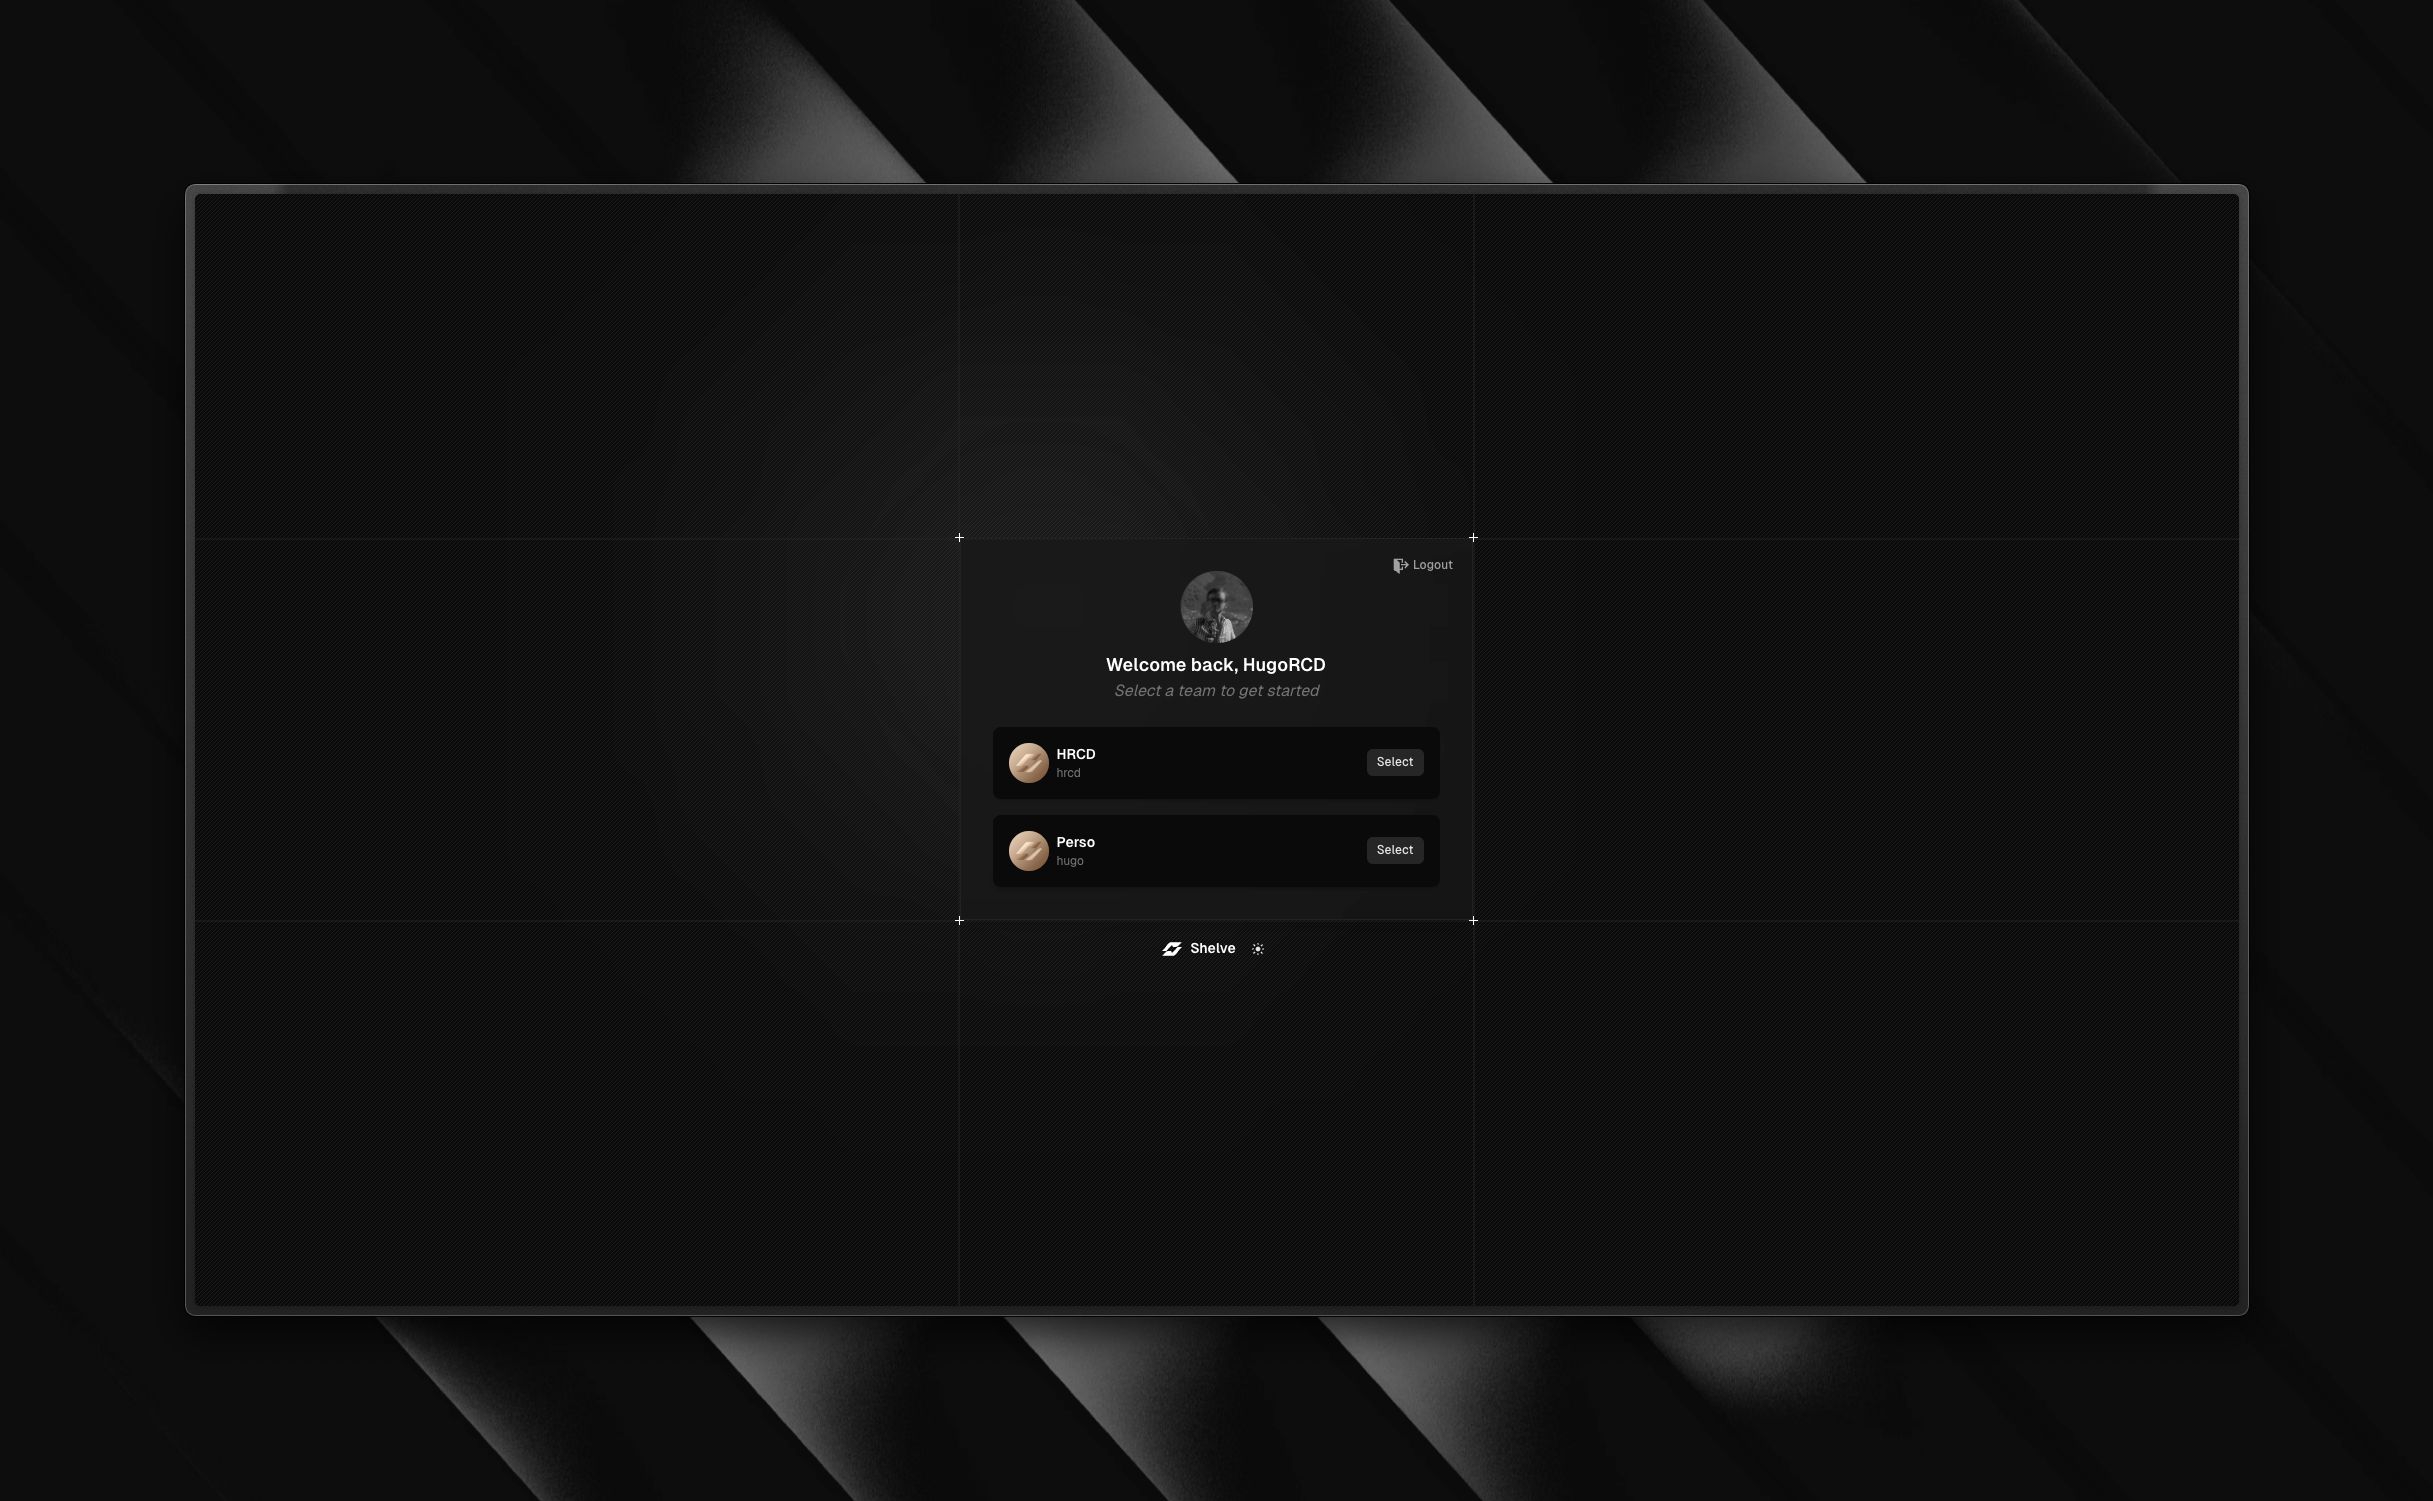 Logout
Welcome back, HugoRCD
Select a team to get started
HRCD
hrcd
Select
Perso
hugo
Select
Shelve